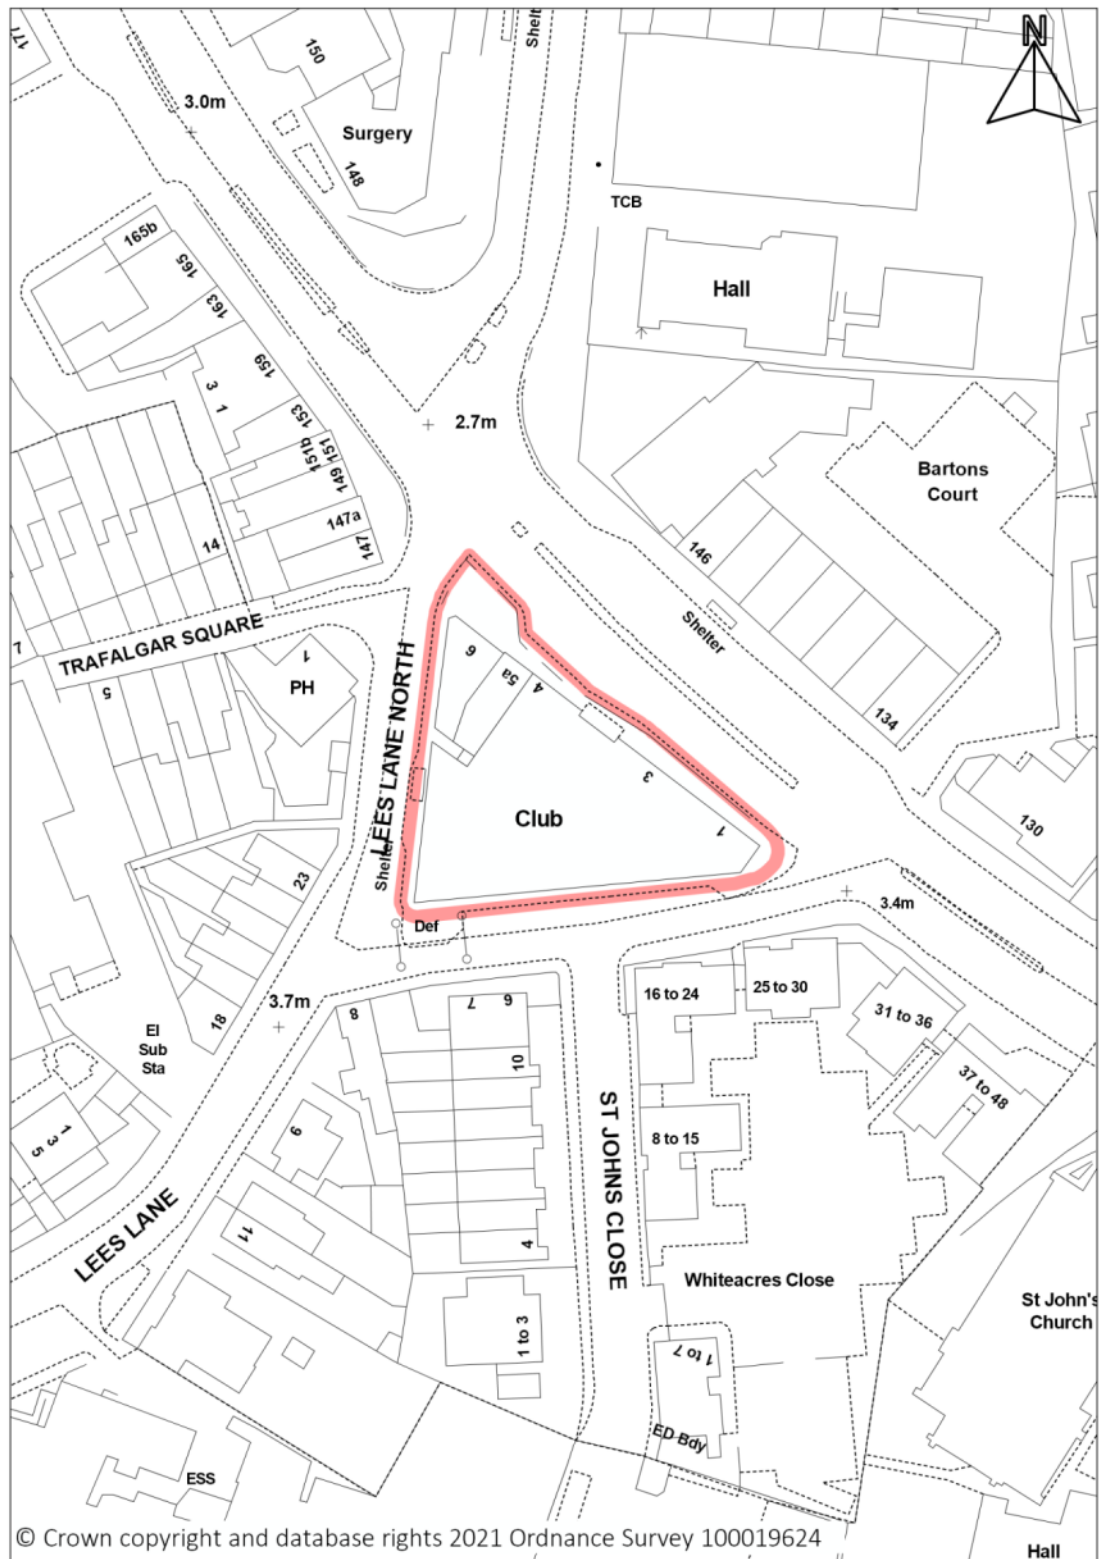 171
150
Shelt
N
3.0m
Surgery
148
TCB
165b
165
Hall
163
159
3
1
2.7m
153
151
151b
149
Bartons
Court
147a
147
14
146
TRAFALGAR SQUARE
7
Shelter
1
PH
5
LEES LANE NORTH
6
5a
4
134
3
Club
1
130
Shelter
23
3.4m
Def
18
3.7m
8
7
6
16 to 24
25 to 30
31 to 36
El
Sub
Sta
10
37 to 48
1
3
5
9
8 to 15
ST JOHNS CLOSE
LEES LANE
11
4
Whiteacres Close
St John's
Church
1 to 3
1 to 7
ED Bdy
ESS
© Crown copyright and database rights 2021 Ordnance Survey 100019624
Hall